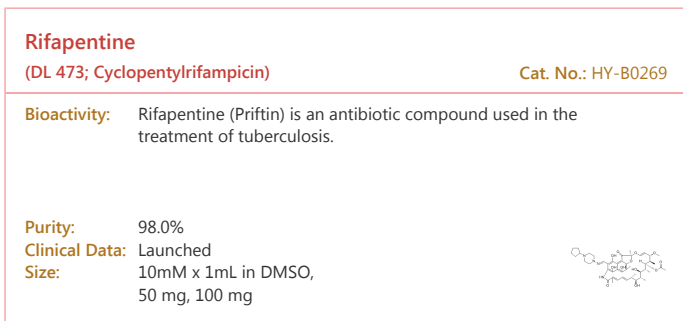 Rifapentine
(DL 473; Cyclopentylrifampicin) Cat. No.: HY-B0269
Bioactivity: Rifapentine (Priftin) is an antibiotic compound used in the
treatment of tuberculosis.
Purity: 98.0%
Clinical Data: Launched
Size: 10mM x 1mL in DMSO,
50 mg, 100 mg